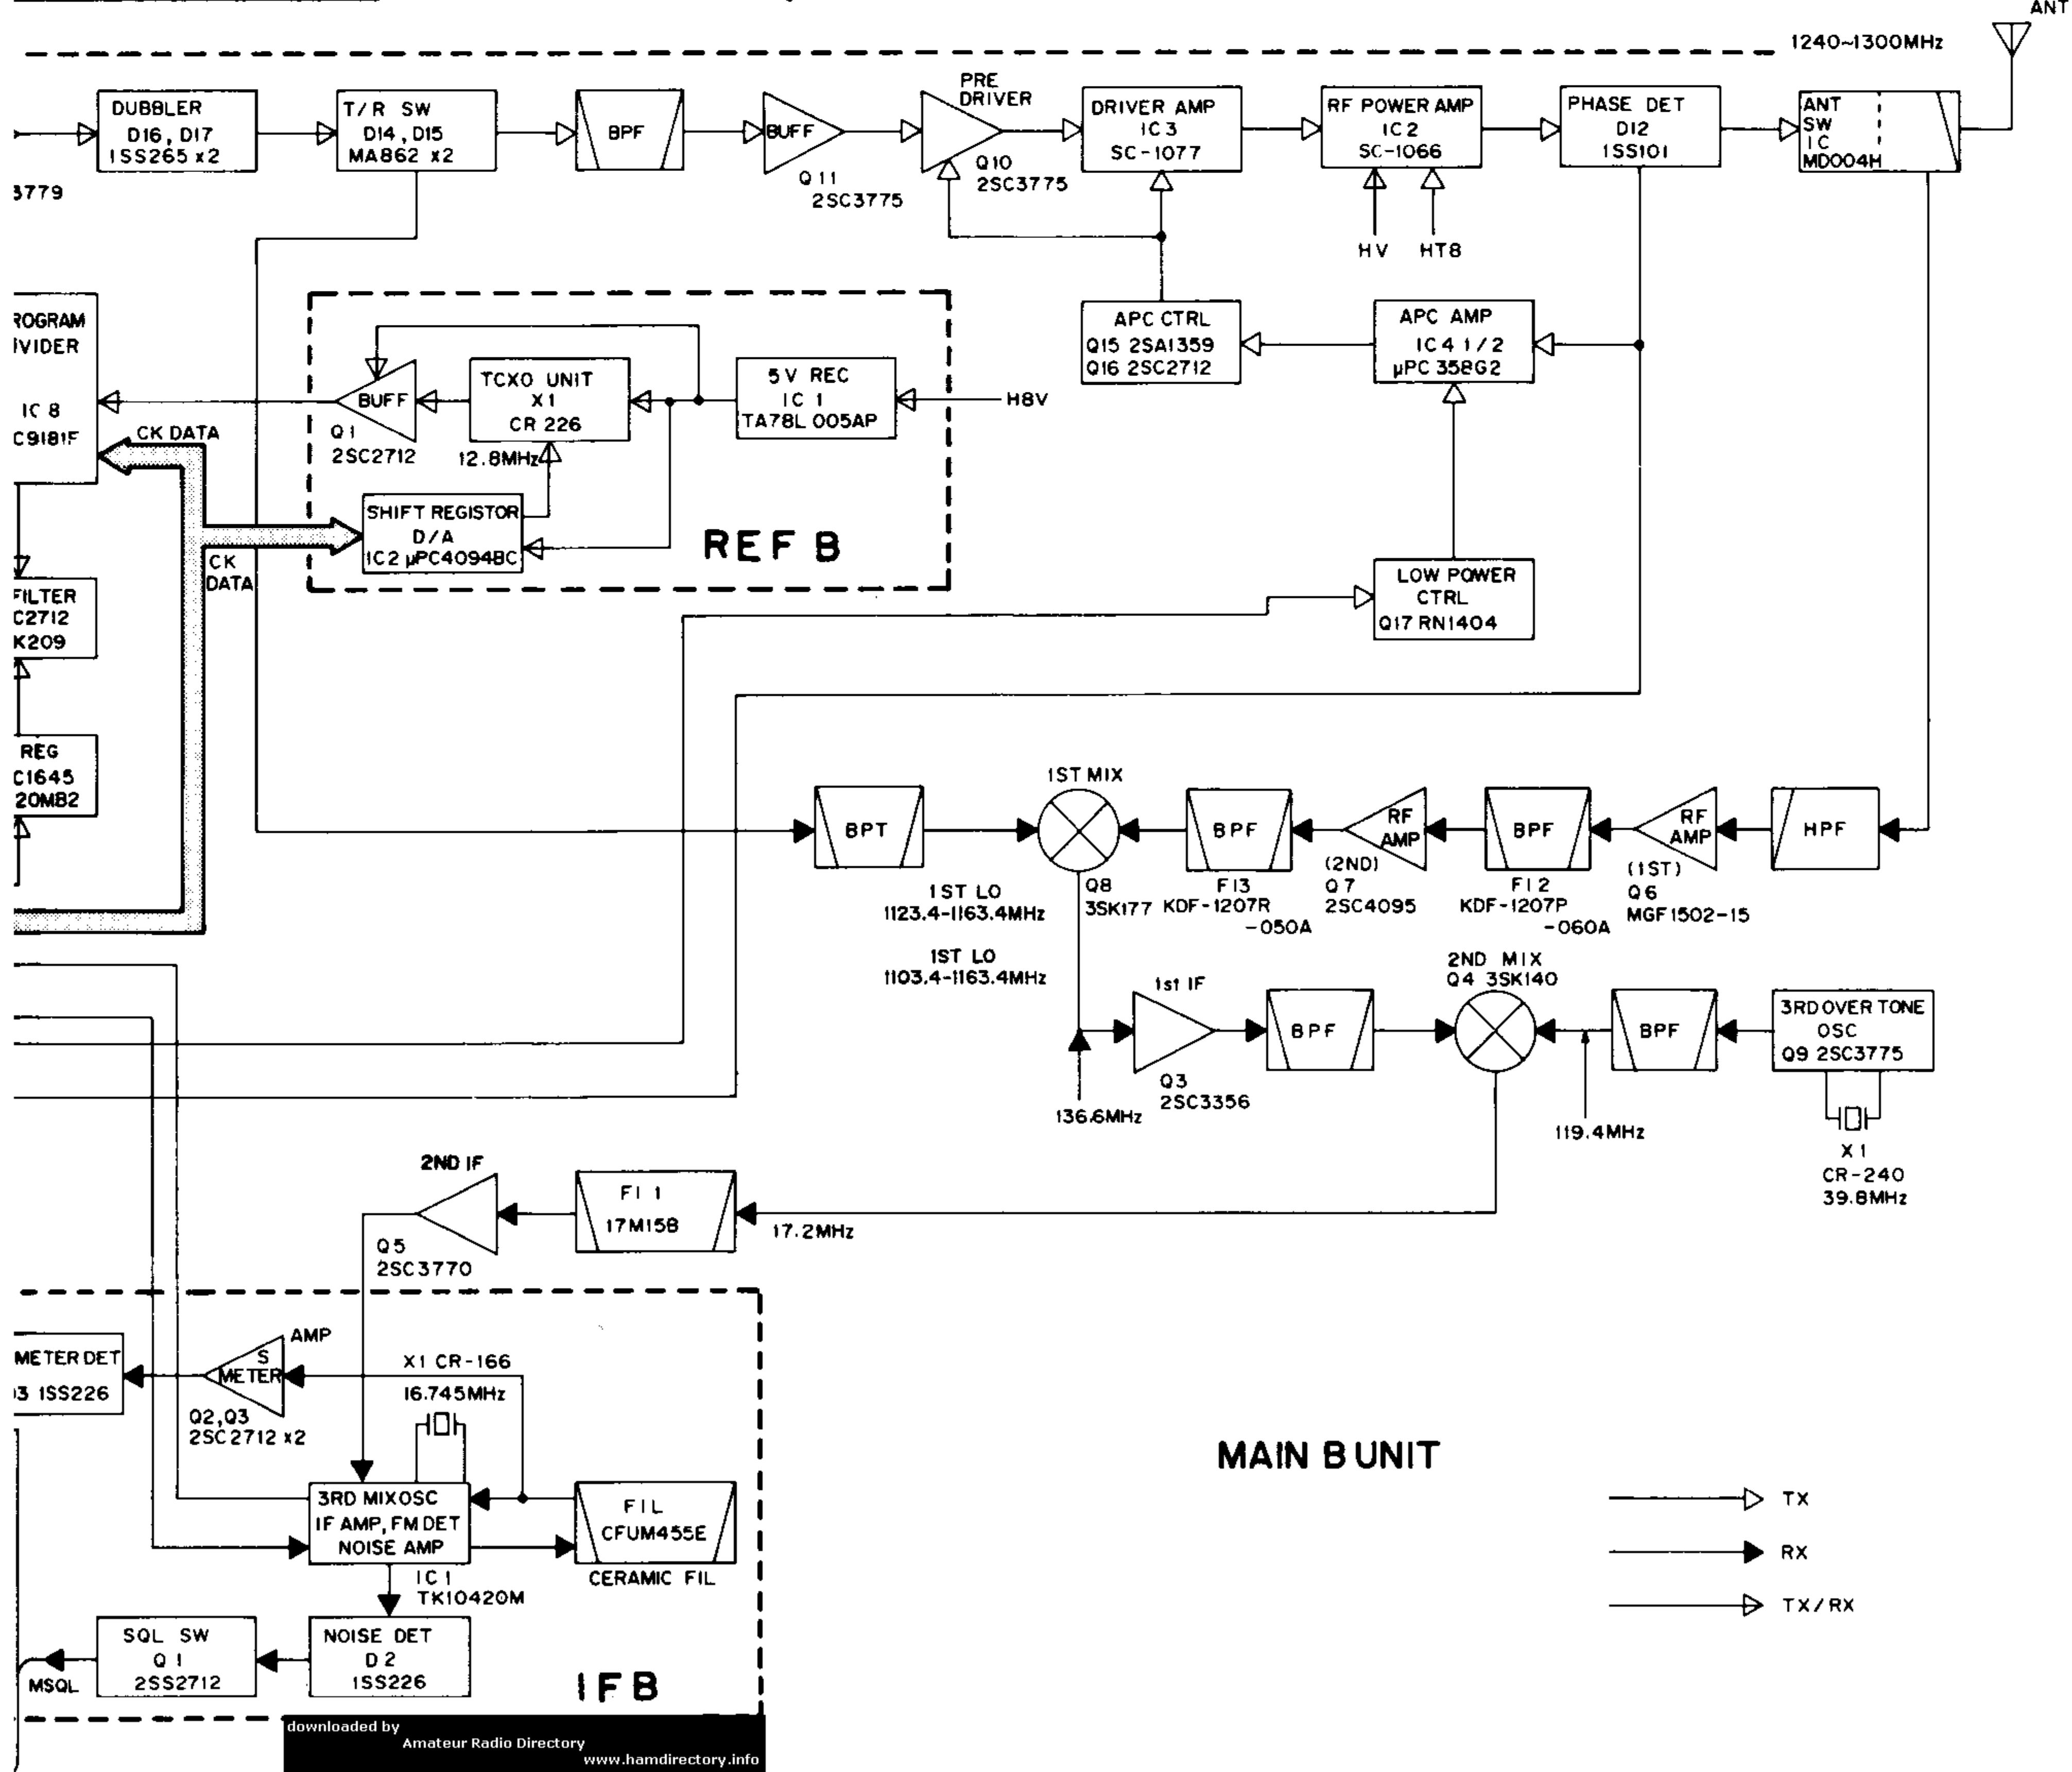 ANT
1240~1300MHz
DUBBLER
D16, D17
1SS265 x2
3779
T/R SW
D14, D15
MA862 x2
BPF
BUFF
Q11
2SC3775
PRE
DRIVER
Q10
2SC3775
DRIVER AMP
IC3
SC-1077
RF POWER AMP
IC2
SC-1066
HV
HT8
PHASE DET
D12
1SS101
ANT
SW
IC
MD004H
ROGRAM
IVIDER
IC 8
C9181F
CK DATA
CK
DATA
FILTER
C2712
K209
REG
C1645
20MB2
BUFF
Q1
2SC2712
TCXO UNIT
X1
CR 226
12.8MHz
5V REC
IC 1
TA78L 005AP
H8V
SHIFT REGISTOR
D/A
IC2 µPC4094BC
REF B
APC CTRL
Q15 2SA1359
Q16 2SC2712
APC AMP
IC4 1/2
µPC 358G2
LOW POWER
CTRL
Q17 RN1404
BPT
1ST MIX
Q8
3SK177
BPF
FI3
KDF-1207R
-050A
RF
AMP
(2ND)
Q7
2SC4095
BPF
FI2
KDF-1207P
-060A
RF
AMP
(1ST)
Q6
MGF1502-15
HPF
1ST LO
1123.4-1163.4MHz
1ST LO
1103.4-1163.4MHz
1st IF
Q3
2SC3356
136.6MHz
BPF
2ND MIX
Q4 3SK140
BPF
119.4MHz
3RD OVER TONE
OSC
Q9 2SC3775
X1
CR-240
39.8MHz
2ND IF
Q5
2SC3770
FI 1
17M15B
17.2MHz
METER DET
1SS226
S
METER
AMP
Q2,Q3
2SC2712 x2
X1 CR-166
16.745MHz
3RD MIXOSC
IF AMP, FM DET
NOISE AMP
IC 1
TK10420M
FIL
CFUM455E
CERAMIC FIL
SQL SW
Q1
2SS2712
MSQL
NOISE DET
D2
1SS226
IFB
MAIN B UNIT
TX
RX
TX/RX
downloaded by
Amateur Radio Directory
www.hamdirectory.info